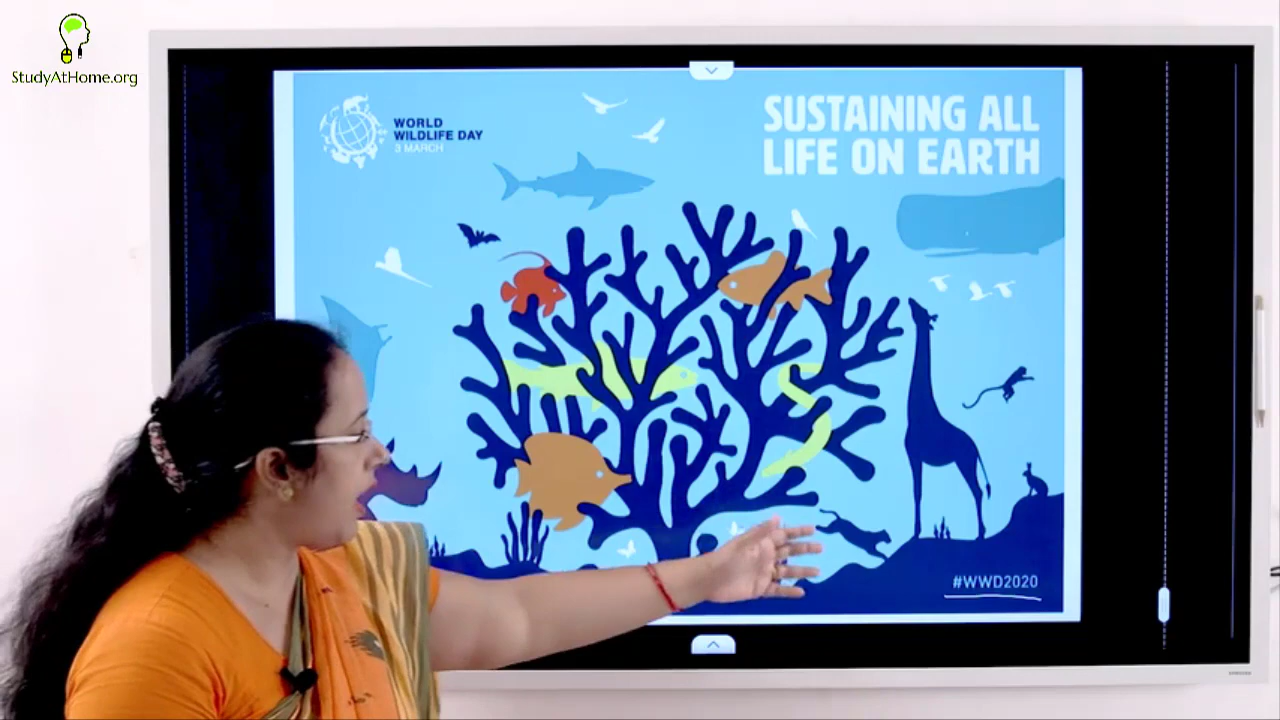 StudyAtHome.org
WORLD
WILDLIFE DAY
3 MARCH
SUSTAINING ALL
LIFE ON EARTH
#WWD2020